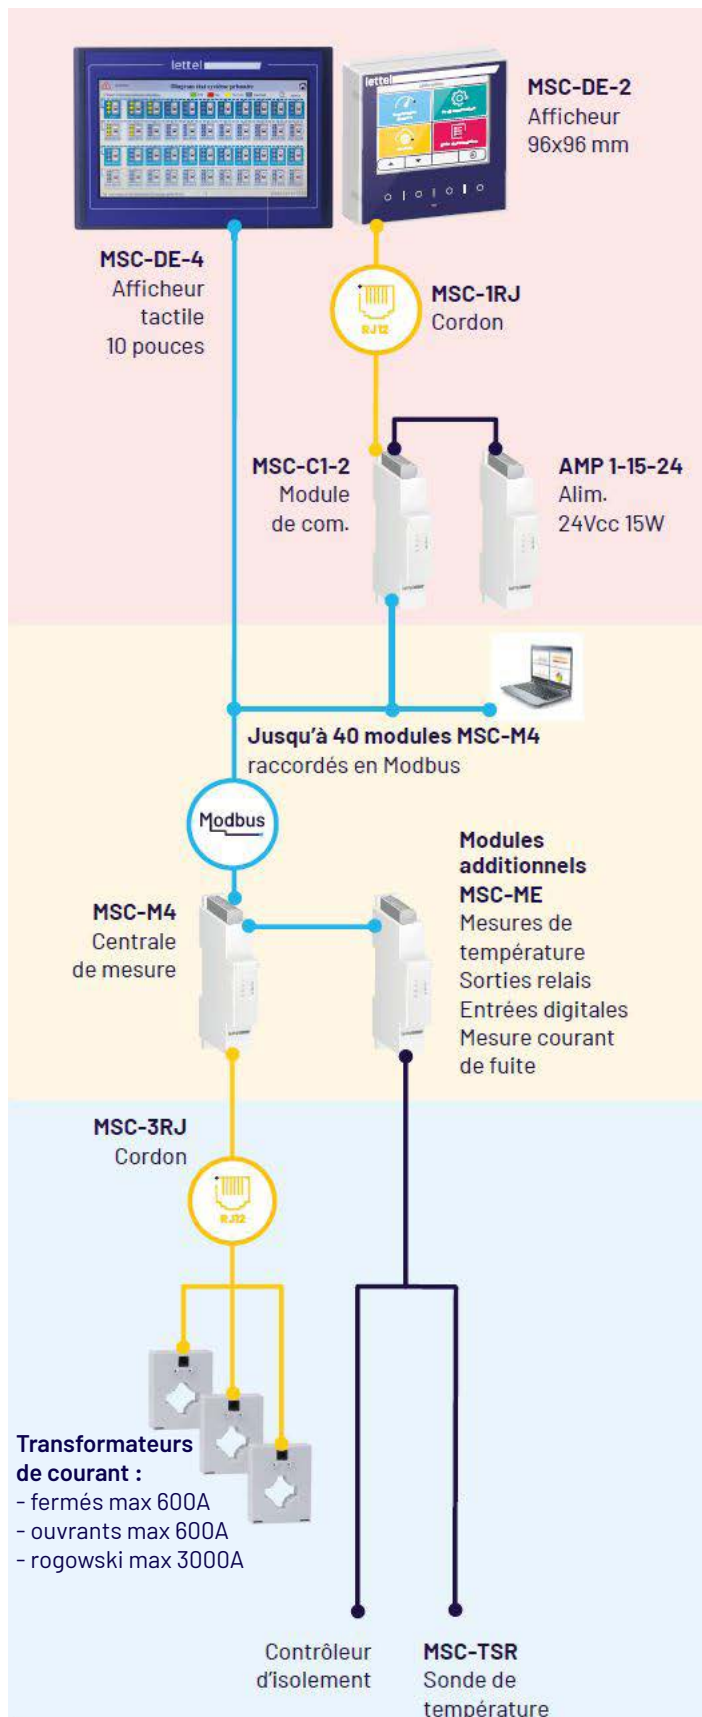 lettel
Diagram état système primaire
lettel
MSC-DE-2
Afficheur
96x96 mm
MSC-DE-4
Afficheur
tactile
10 pouces
RJ12
MSC-1RJ
Cordon
MSC-C1-2
Module
de com.
AMP 1-15-24
Alim.
24Vcc 15W
Jusqu'à 40 modules MSC-M4
raccordés en Modbus
Modbus
MSC-M4
Centrale
de mesure
Modules
additionnels
MSC-ME
Mesures de
température
Sorties relais
Entrées digitales
Mesure courant
de fuite
MSC-3RJ
Cordon
RJ12
Transformateurs
de courant :
- fermés max 600A
- ouvrants max 600A
- rogowski max 3000A
Contrôleur
d'isolement
MSC-TSR
Sonde de
température